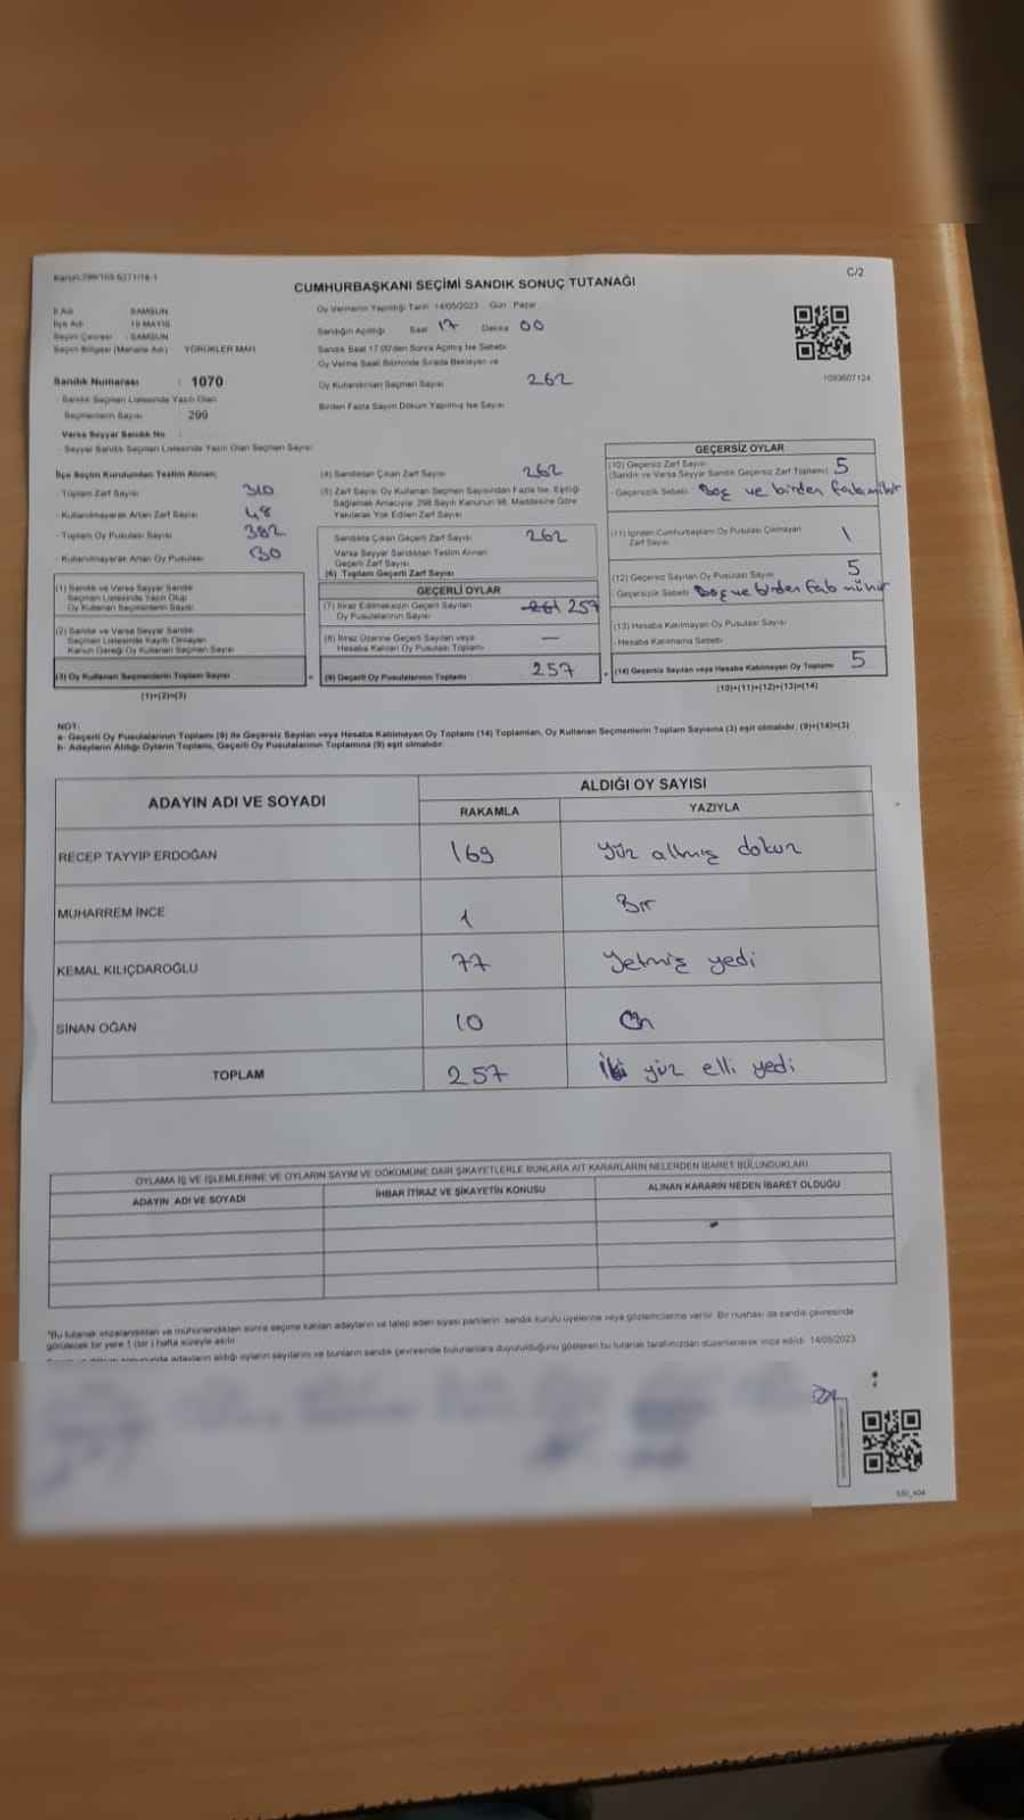 C/2
CUMHURBAŞKANI SEÇİMİ SANDIK SONUÇ TUTANAĞI
İl Adı : SAMSUN
İlçe Adı : 19 MAYIS
Seçim Çevresi : SAMSUN
Seçim Bölgesi (Mahalle Adı) : YÖRÜKLER MAH
Sandık Numarası : 1070
Sandık Seçmen Listesinde Yazılı Olan
Seçmenlerin Sayısı : 299
Varsa Seyyar Sandık No :
Seyyar Sandık Seçmen Listesinde Yazılı Olan Seçmen Sayısı:
Oy Vermenin Yapıldığı Tarih 14/05/2023 Gün : Pazar
Sandığın Açıldığı Saat 17 Dakika 00
Sandık Saat 17.00'den Sonra Açılmış İse Sebebi
Oy Verme Saati Bitiminde Sırada Bekleyen ve
Oy Kullandırılan Seçmen Sayısı 262
Birden Fazla Sayım Döküm Yapılmış İse Sayısı
1093607124
İlçe Seçim Kurulundan Teslim Alınan;
- Toplam Zarf Sayısı 310
- Kullanılmayarak Artan Zarf Sayısı 48
- Toplam Oy Pusulası Sayısı 382
- Kullanılmayarak Artan Oy Pusulası 130
(1) Sandık ve Varsa Seyyar Sandık
Seçmen Listesinde Yazılı Olup
Oy Kullanan Seçmenlerin Sayısı
(2) Sandık ve Varsa Seyyar Sandık
Seçmen Listesinde Kayıtlı Olmayan
Kanun Gereği Oy Kullanan Seçmen Sayısı
(3) Oy Kullanan Seçmenlerin Toplam Sayısı
(1)+(2)=(3)
(4) Sandıktan Çıkan Zarf Sayısı 262
(5) Zarf Sayısı Oy Kullanan Seçmen Sayısından Fazla İse, Eşitliği
Sağlamak Amacıyla; 298 Sayılı Kanunun 98. Maddesine Göre
Yakılarak Yok Edilen Zarf Sayısı
Sandıkta Çıkan Geçerli Zarf Sayısı 262
Varsa Seyyar Sandıktan Teslim Alınan
Geçerli Zarf Sayısı
(6) Toplam Geçerli Zarf Sayısı
GEÇERLİ OYLAR
(7) İtiraz Edilmeksizin Geçerli Sayılan
Oy Pusulalarının Sayısı 261 257
(8) İtiraz Üzerine Geçerli Sayılan veya
Hesaba Katılan Oy Pusulası Toplamı —
(9) Geçerli Oy Pusulalarının Toplamı 257
GEÇERSİZ OYLAR
(10) Geçersiz Zarf Sayısı
(Sandık ve Varsa Seyyar Sandık Geçersiz Zarf Toplamı) 5
- Geçersizlik Sebebi Boş ve birden fazla mühür
(11) İçinden Cumhurbaşkanı Oy Pusulası Çıkmayan
Zarf Sayısı 1
(12) Geçersiz Sayılan Oy Pusulası Sayısı 5
- Geçersizlik Sebebi Boş ve birden fazla mühür
(13) Hesaba Katılmayan Oy Pusulası Sayısı
- Hesaba Katılmama Sebebi
(14) Geçersiz Sayılan veya Hesaba Katılmayan Oy Toplamı 5
(10)+(11)+(12)+(13)=(14)
NOT:
a- Geçerli Oy Pusulalarının Toplamı (9) ile Geçersiz Sayılan veya Hesaba Katılmayan Oy Toplamı (14) Toplamları, Oy Kullanan Seçmenlerin Toplam Sayısına (3) eşit olmalıdır. (9)+(14)=(3)
b- Adayların Aldığı Oyların Toplamı, Geçerli Oy Pusulalarının Toplamına (9) eşit olmalıdır.
ADAYIN ADI VE SOYADI
ALDIĞI OY SAYISI
RAKAMLA YAZIYLA
RECEP TAYYİP ERDOĞAN 169 yüz altmış dokuz
MUHARREM İNCE 1 Bir
KEMAL KILIÇDAROĞLU 77 Yetmiş yedi
SİNAN OĞAN 10 On
TOPLAM 257 iki yüz elli yedi
OYLAMA İŞ VE İŞLEMLERİNE VE OYLARIN SAYIM VE DÖKÜMÜNE DAİR ŞİKAYETLERLE BUNLARA AİT KARARLARIN NELERDEN İBARET BULUNDUKLARI
ADAYIN ADI VE SOYADI İHBAR İTİRAZ VE ŞİKAYETİN KONUSU ALINAN KARARIN NEDEN İBARET OLDUĞU
"Bu tutanak imzalandıktan ve mühürlendikten sonra seçime katılan adayların ve talep eden siyasi partilerin sandık kurulu üyelerine veya gözlemcilerine verilir. Bir nüshası da sandık çevresinde
görülecek bir yere 1 (bir) hafta süreyle asılır.
adayların aldığı oyların sayılarını ve bunların sandık çevresinde bulunanlara duyurulduğunu gösteren bu tutanak tarafımızdan düzenlenerek imza edildi. 14/05/2023